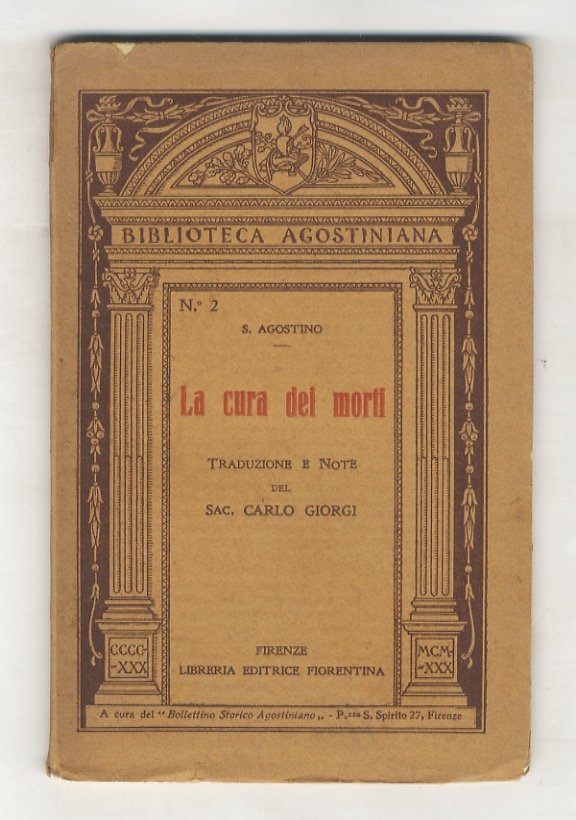 BIBLIOTECA AGOSTINIANA
N.º 2
S. AGOSTINO
La cura dei morti
TRADUZIONE E NOTE
DEL
SAC. CARLO GIORGI
FIRENZE
LIBRERIA EDITRICE FIORENTINA
CCCC
-XXX
MCM-
-XXX
A cura del "Bollettino Storico Agostiniano„ - P.zza S. Spirito 27, Firenze